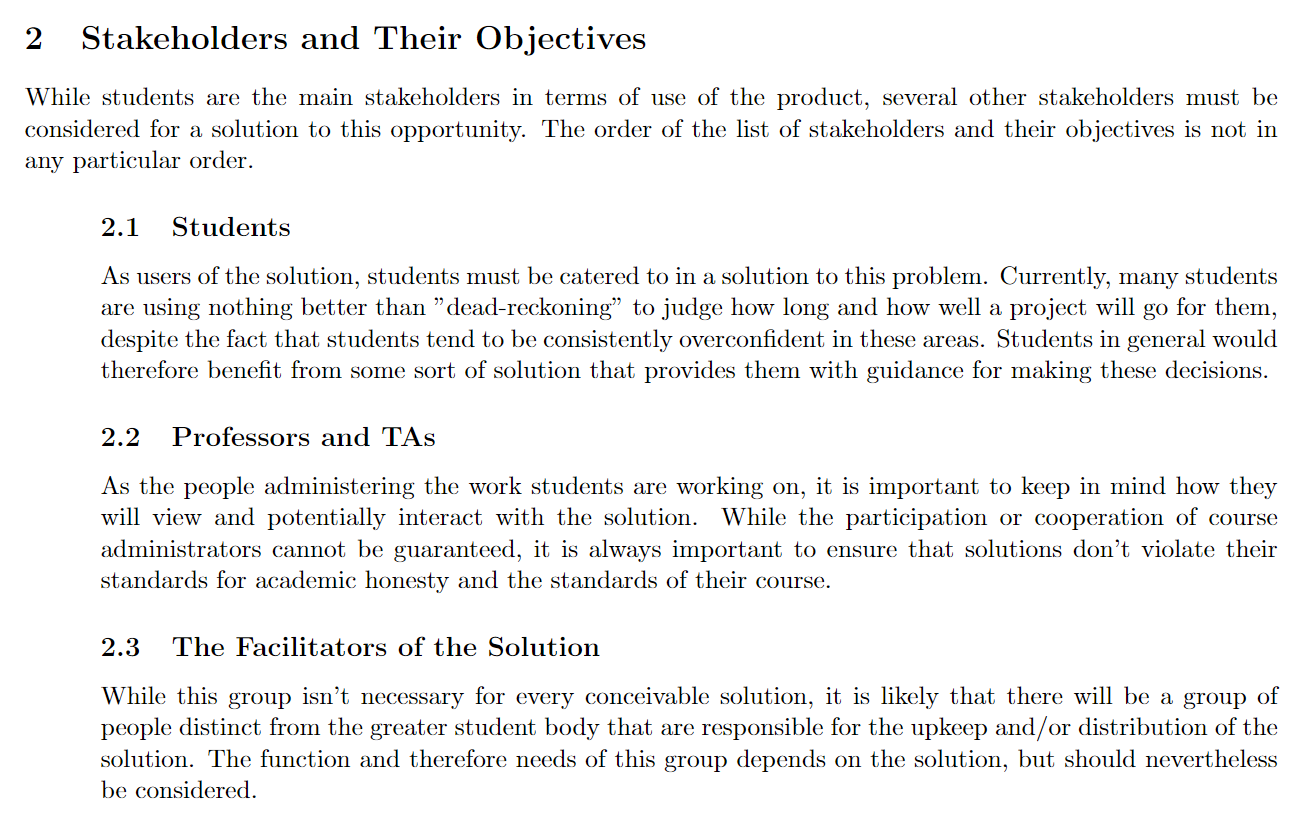 2 Stakeholders and Their Objectives
While students are the main stakeholders in terms of use of the product, several other stakeholders must be
considered for a solution to this opportunity. The order of the list of stakeholders and their objectives is not in
any particular order.
2.1 Students
As users of the solution, students must be catered to in a solution to this problem. Currently, many students
are using nothing better than ”dead-reckoning” to judge how long and how well a project will go for them,
despite the fact that students tend to be consistently overconfident in these areas. Students in general would
therefore benefit from some sort of solution that provides them with guidance for making these decisions.
2.2 Professors and TAs
As the people administering the work students are working on, it is important to keep in mind how they
will view and potentially interact with the solution. While the participation or cooperation of course
administrators cannot be guaranteed, it is always important to ensure that solutions don’t violate their
standards for academic honesty and the standards of their course.
2.3 The Facilitators of the Solution
While this group isn’t necessary for every conceivable solution, it is likely that there will be a group of
people distinct from the greater student body that are responsible for the upkeep and/or distribution of the
solution. The function and therefore needs of this group depends on the solution, but should nevertheless
be considered.